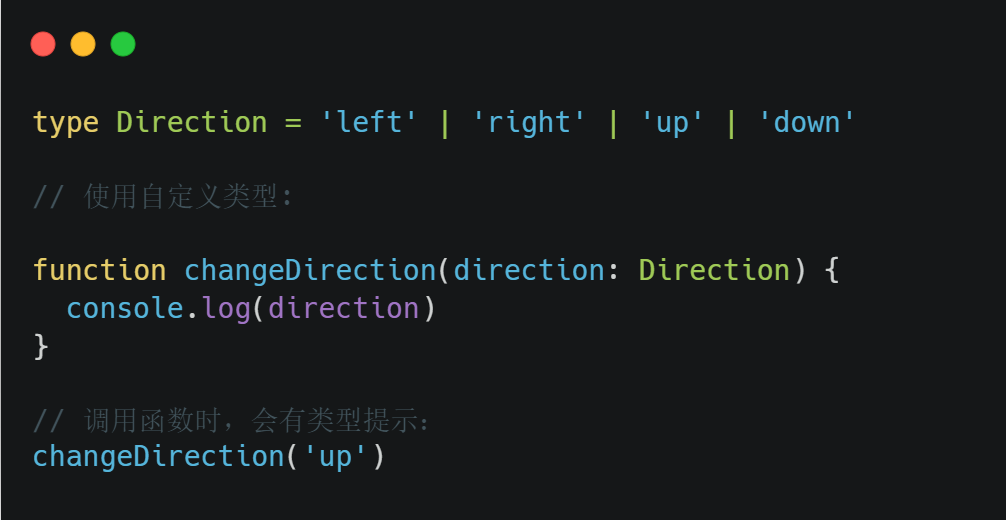 type Direction = 'left' | 'right' | 'up' | 'down'
// 使用自定义类型:
function changeDirection(direction: Direction) {
  console.log(direction)
}
// 调用函数时，会有类型提示：
changeDirection('up')